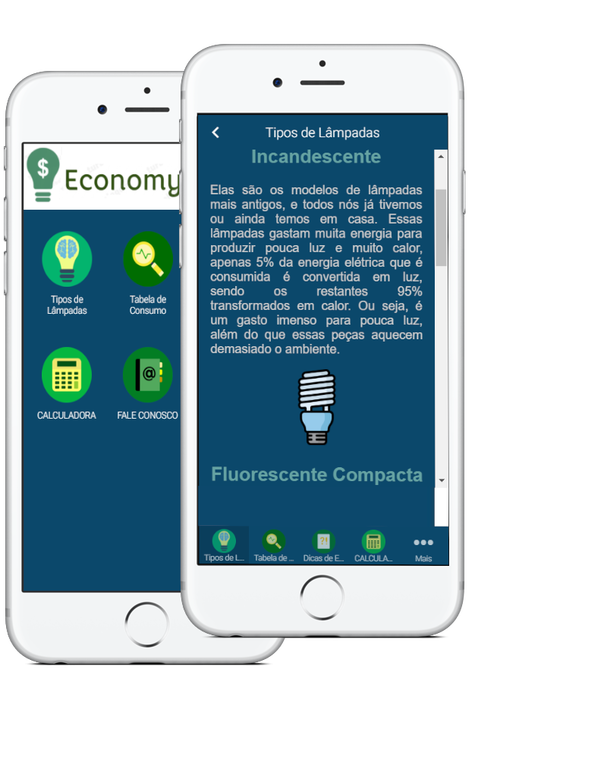 $ Economy
Tipos de
Lâmpadas
Tabela de
Consumo
CALCULADORA
FALE CONOSCO
Tipos de Lâmpadas
Incandescente
Elas são os modelos de lâmpadas
mais antigos, e todos nós já tivemos
ou ainda temos em casa. Essas
lâmpadas gastam muita energia para
produzir pouca luz e muito calor,
apenas 5% da energia elétrica que é
consumida é convertida em luz,
sendo os restantes 95%
transformados em calor. Ou seja, é
um gasto imenso para pouca luz,
além do que essas peças aquecem
demasiado o ambiente.
Fluorescente Compacta
Tipos de L...
Tabela de ...
Dicas de E...
CALCULA...
Mais